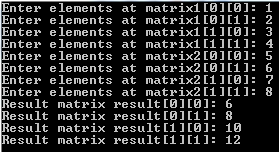 Enter elements at matrix1[0][0]: 1
Enter elements at matrix1[0][1]: 2
Enter elements at matrix1[1][0]: 3
Enter elements at matrix1[1][1]: 4
Enter elements at matrix2[0][0]: 5
Enter elements at matrix2[0][1]: 6
Enter elements at matrix2[1][0]: 7
Enter elements at matrix2[1][1]: 8
Result matrix result[0][0]: 6
Result matrix result[0][1]: 8
Result matrix result[1][0]: 10
Result matrix result[1][1]: 12